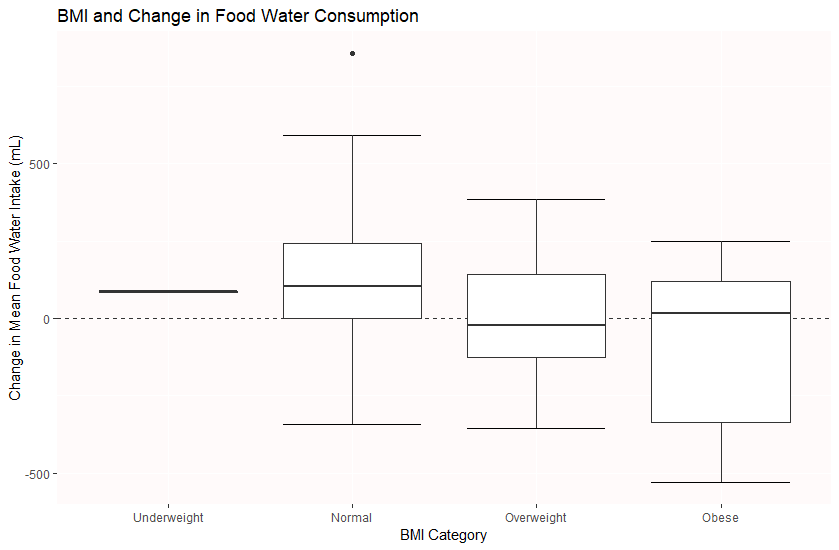 BMI and Change in Food Water Consumption
Change in Mean Food Water Intake (mL)
500
0
-500
Underweight Normal Overweight Obese
BMI Category